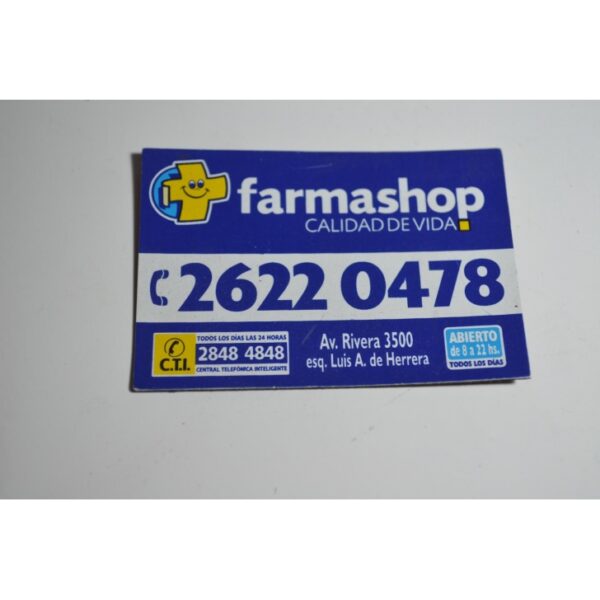 farmashop
CALIDAD DE VIDA
2622 0478
C.T.I.
TODOS LOS DÍAS LAS 24 HORAS
2848 4848
CENTRAL TELEFÓNICA INTELIGENTE
Av. Rivera 3500
esq. Luis A. de Herrera
ABIERTO
de 8 a 22 hs.
TODOS LOS DÍAS